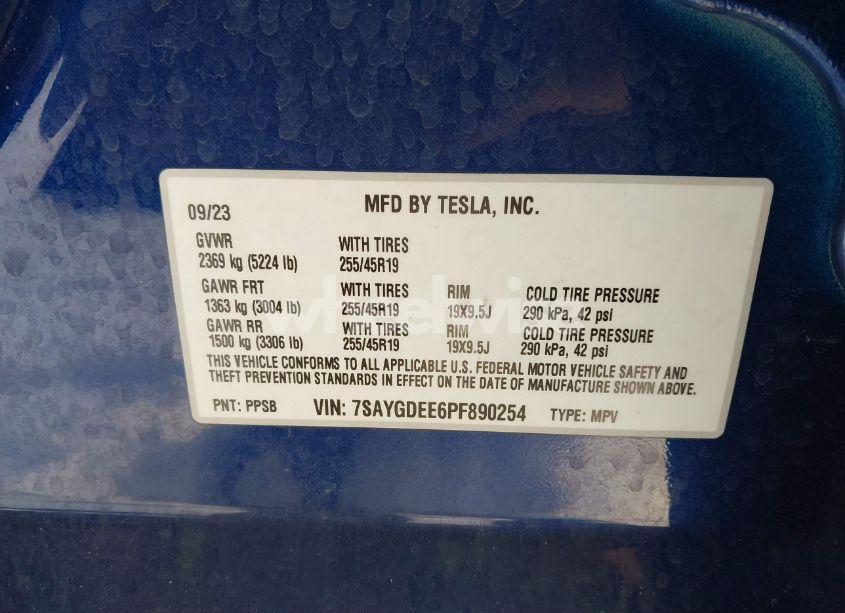 09/23 MFD BY TESLA, INC.
GVWR WITH TIRES
2369 kg (5224 lb) 255/45R19
GAWR FRT WITH TIRES RIM COLD TIRE PRESSURE
1363 kg (3004 lb) 255/45R19 19X9.5J 290 kPa, 42 psi
GAWR RR WITH TIRES RIM COLD TIRE PRESSURE
1500 kg (3306 lb) 255/45R19 19X9.5J 290 kPa, 42 psi
THIS VEHICLE CONFORMS TO ALL APPLICABLE U.S. FEDERAL MOTOR VEHICLE SAFETY AND
THEFT PREVENTION STANDARDS IN EFFECT ON THE DATE OF MANUFACTURE SHOWN ABOVE.
PNT: PPSB VIN: 7SAYGDEE6PF890254 TYPE: MPV